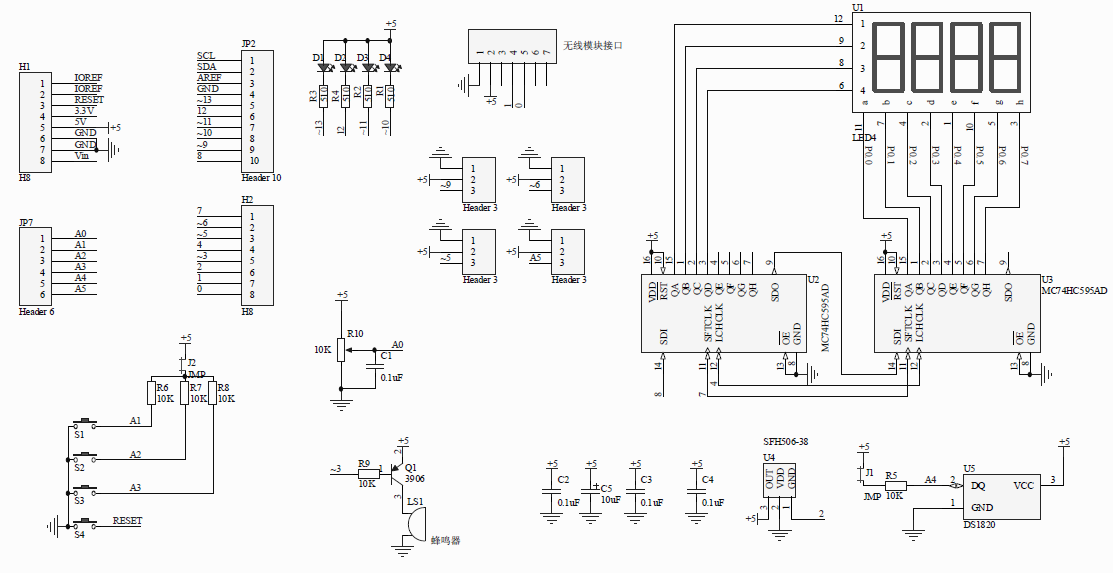 H1
1
2
3
4
5
6
7
8
IOREF
IOREF
RESET
3.3V
5V
GND
GND
Vin
+5
H8
JP2
SCL
SDA
AREF
GND
~13
12
~11
~10
~9
8
1
2
3
4
5
6
7
8
9
10
Header 10
JP7
1
2
3
4
5
6
A0
A1
A2
A3
A4
A5
Header 6
H2
7
~6
~5
4
~3
2
1
0
1
2
3
4
5
6
7
8
H8
+5
D1
D2
D3
D4
R3
510
R4
510
R2
510
R1
510
~13
12
~11
~10
无线模块接口
1
2
3
4
5
6
7
+5
1
0
+5
~9
1
2
3
Header 3
+5
~6
1
2
3
Header 3
+5
~5
1
2
3
Header 3
+5
A5
1
2
3
Header 3
U1
12
9
8
6
1
2
3
4
a
b
c
d
e
f
g
h
11
7
4
2
1
10
5
3
LED4
P0.0
P0.1
P0.2
P0.3
P0.4
P0.5
P0.6
P0.7
+5
16
10
15
1
2
3
4
5
6
7
9
U2
VDD
RST
QA
QB
QC
QD
QE
QF
QG
QH
SDO
SDI
SFTCLK
LCHCLK
OE
GND
MC74HC595AD
14
11
12
13
8
8
7
4
+5
16
10
15
1
2
3
4
5
6
7
9
U3
MC74HC595AD
VDD
RST
QA
QB
QC
QD
QE
QF
QG
QH
SDO
SDI
SFTCLK
LCHCLK
OE
GND
14
11
12
13
8
+5
R10
10K
A0
C1
0.1uF
+5
J2
JMP
R6
10K
R7
10K
R8
10K
S1
A1
S2
A2
S3
A3
S4
RESET
~3
R9
10K
1
+5
2
Q1
3906
3
LS1
蜂鸣器
+5
C2
0.1uF
+5
C5
10uF
+5
C3
0.1uF
+5
C4
0.1uF
SFH506-38
U4
OUT
VDD
GND
3
2
1
+5
2
+5
J1
JMP
R5
10K
A4
2
1
U5
DQ
VCC
GND
3
+5
DS1820